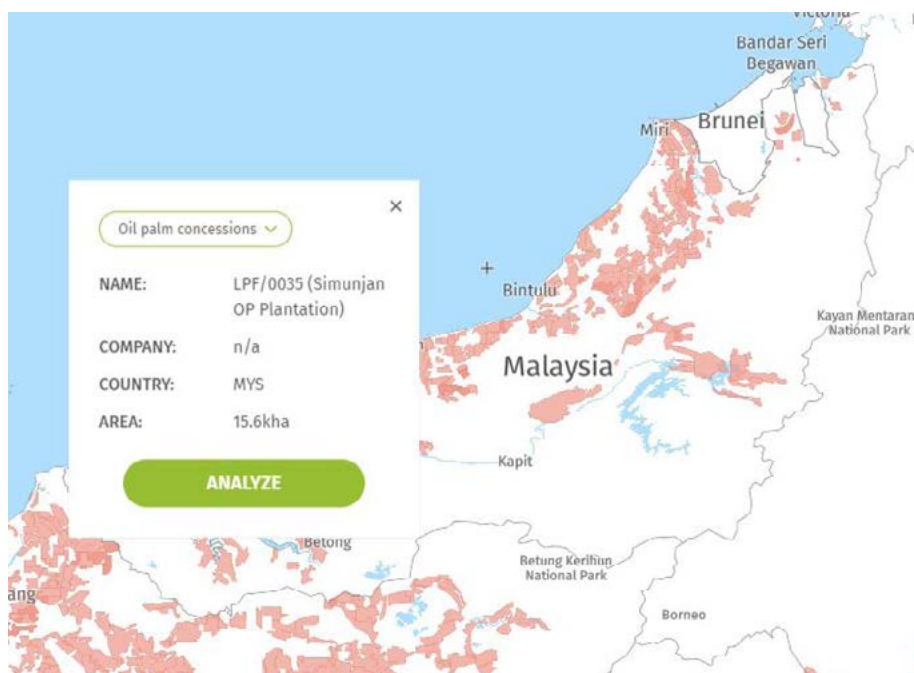 Victoria
Bandar Seri
Begawan
Miri
Brunei
Oil palm concessions
NAME: LPF/0035 (Simunjan
OP Plantation)
COMPANY: n/a
COUNTRY: MYS
AREA: 15.6kha
ANALYZE
Bintulu
Kayan Mentaran
National Park
Malaysia
Kapit
Betong
Betung Kerihun
National Park
ang
Borneo